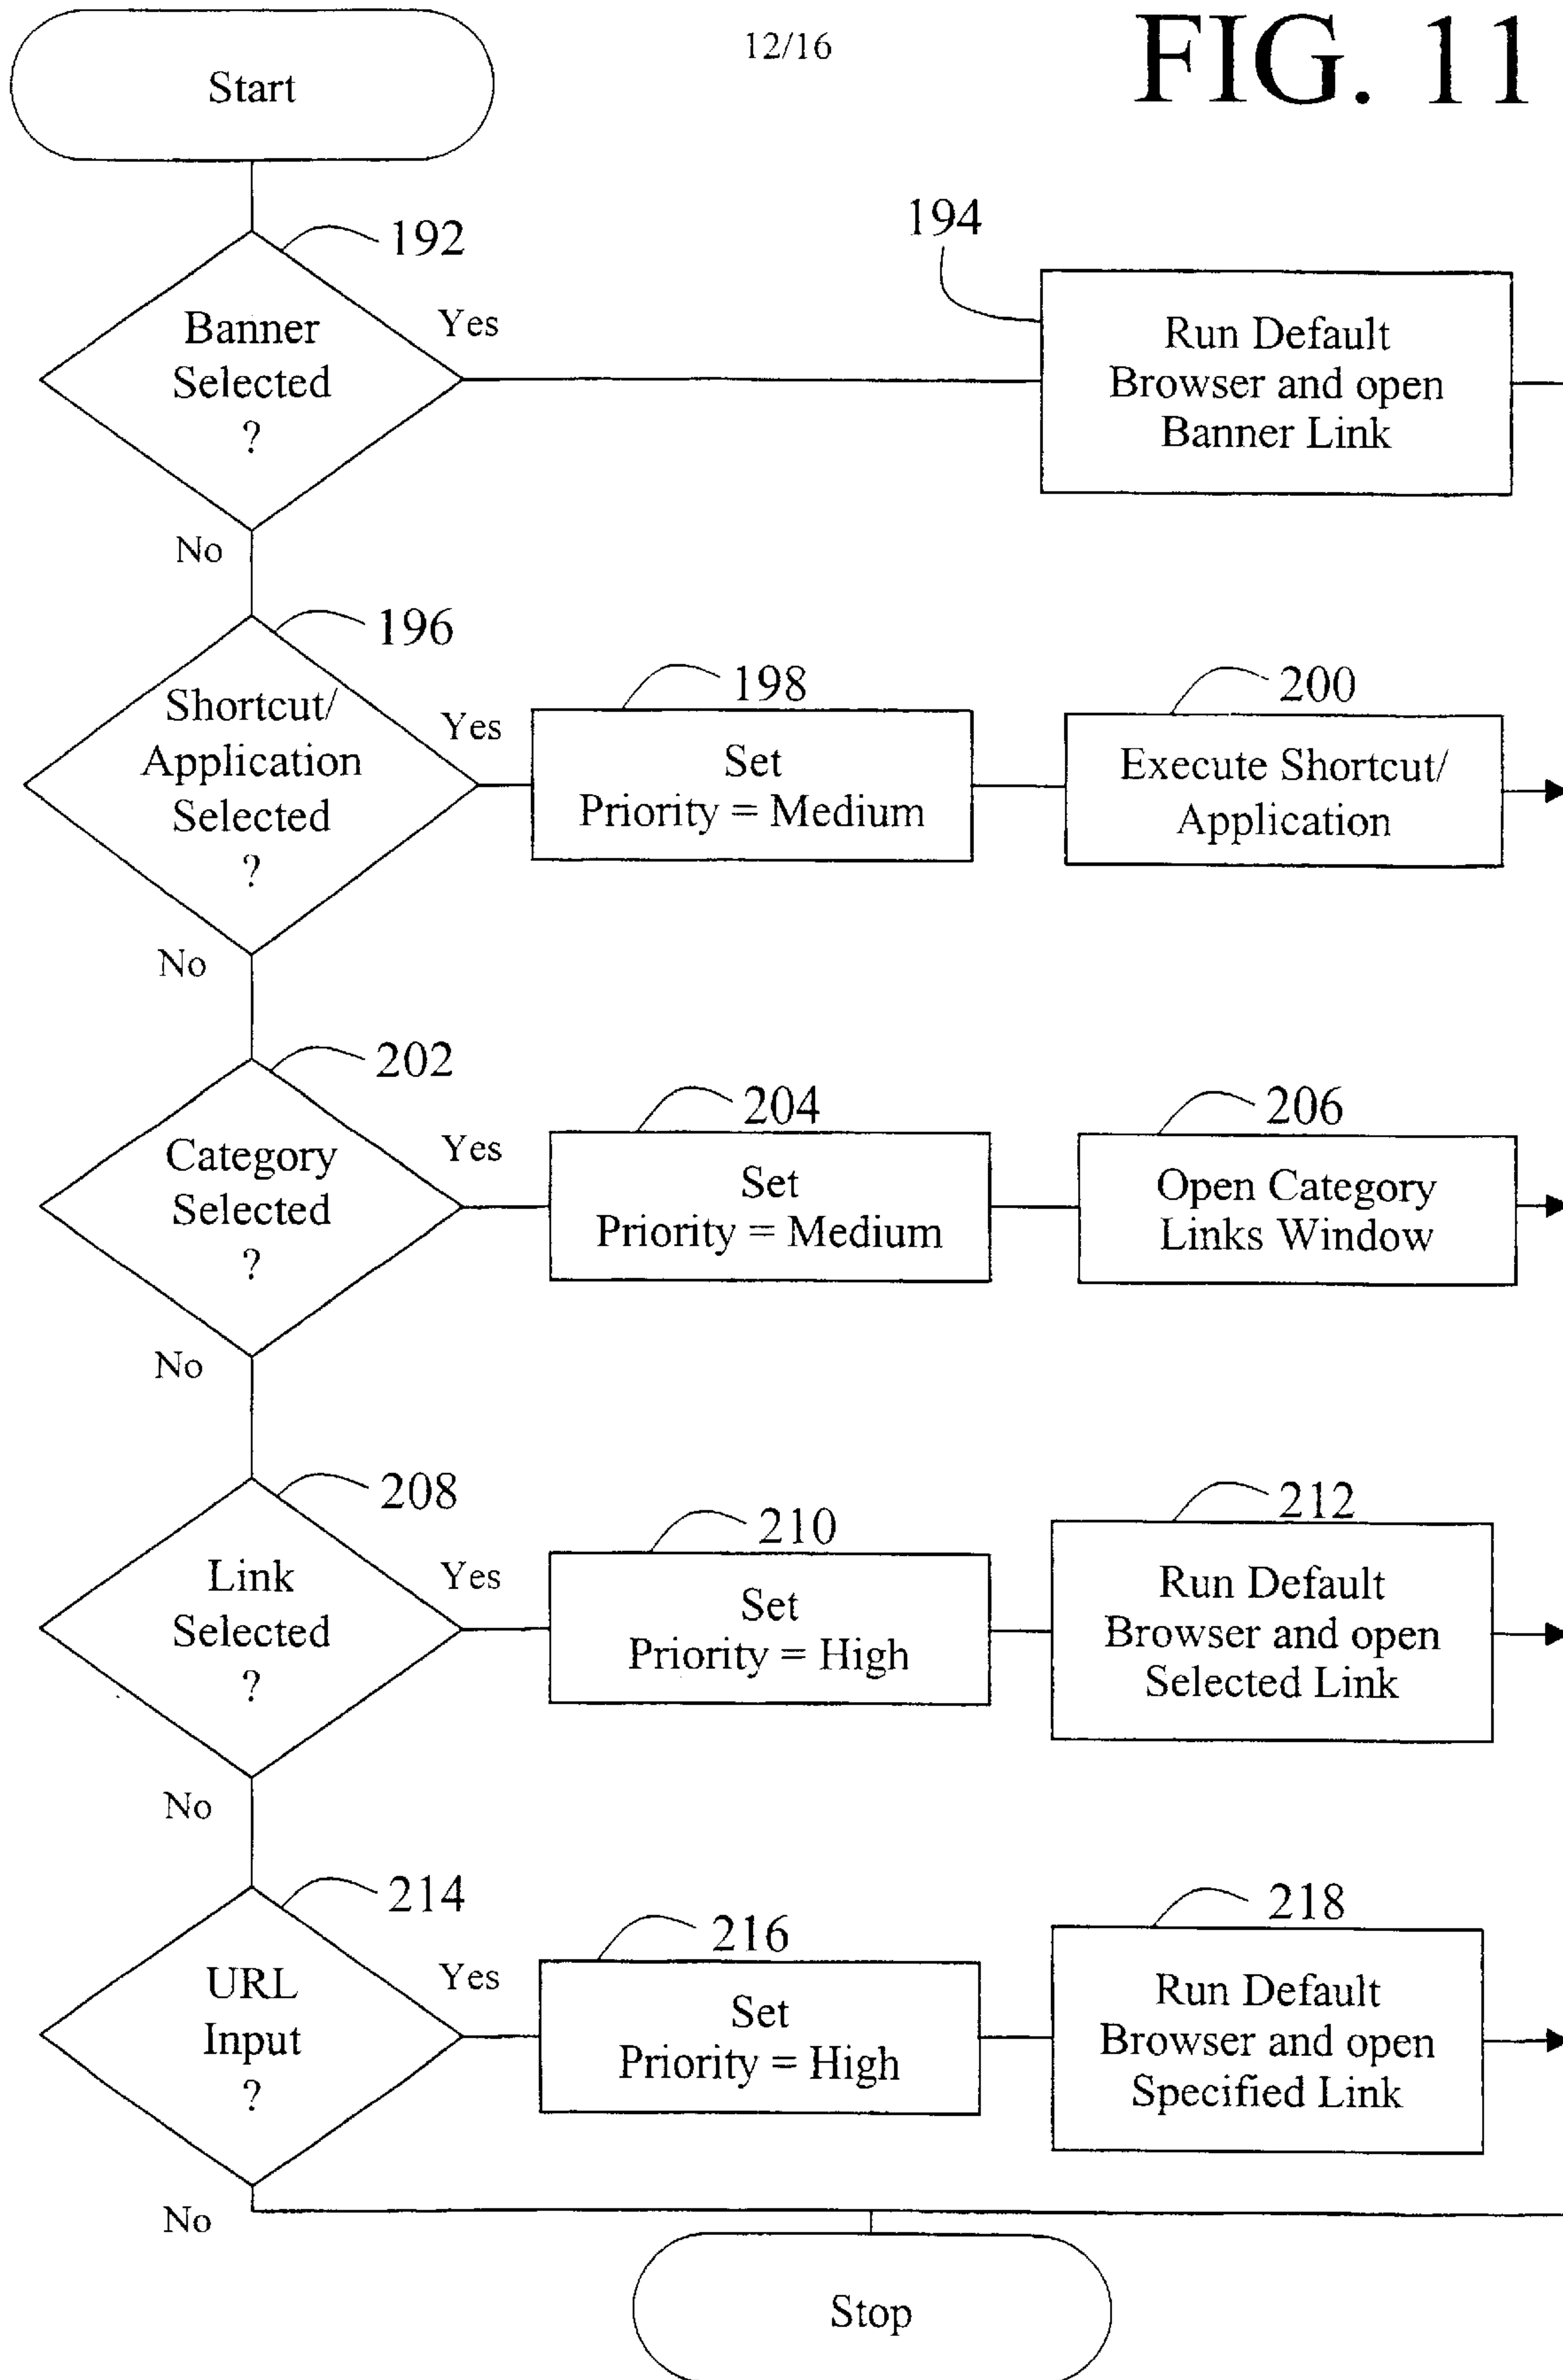 12/16
FIG. 11
Start
192
Banner
Selected
?
Yes
No
194
Run Default
Browser and open
Banner Link
196
Shortcut/
Application
Selected
?
Yes
No
198
Set
Priority = Medium
200
Execute Shortcut/
Application
202
Category
Selected
?
Yes
No
204
Set
Priority = Medium
206
Open Category
Links Window
208
Link
Selected
?
Yes
No
210
Set
Priority = High
212
Run Default
Browser and open
Selected Link
214
URL
Input
?
Yes
No
216
Set
Priority = High
218
Run Default
Browser and open
Specified Link
Stop